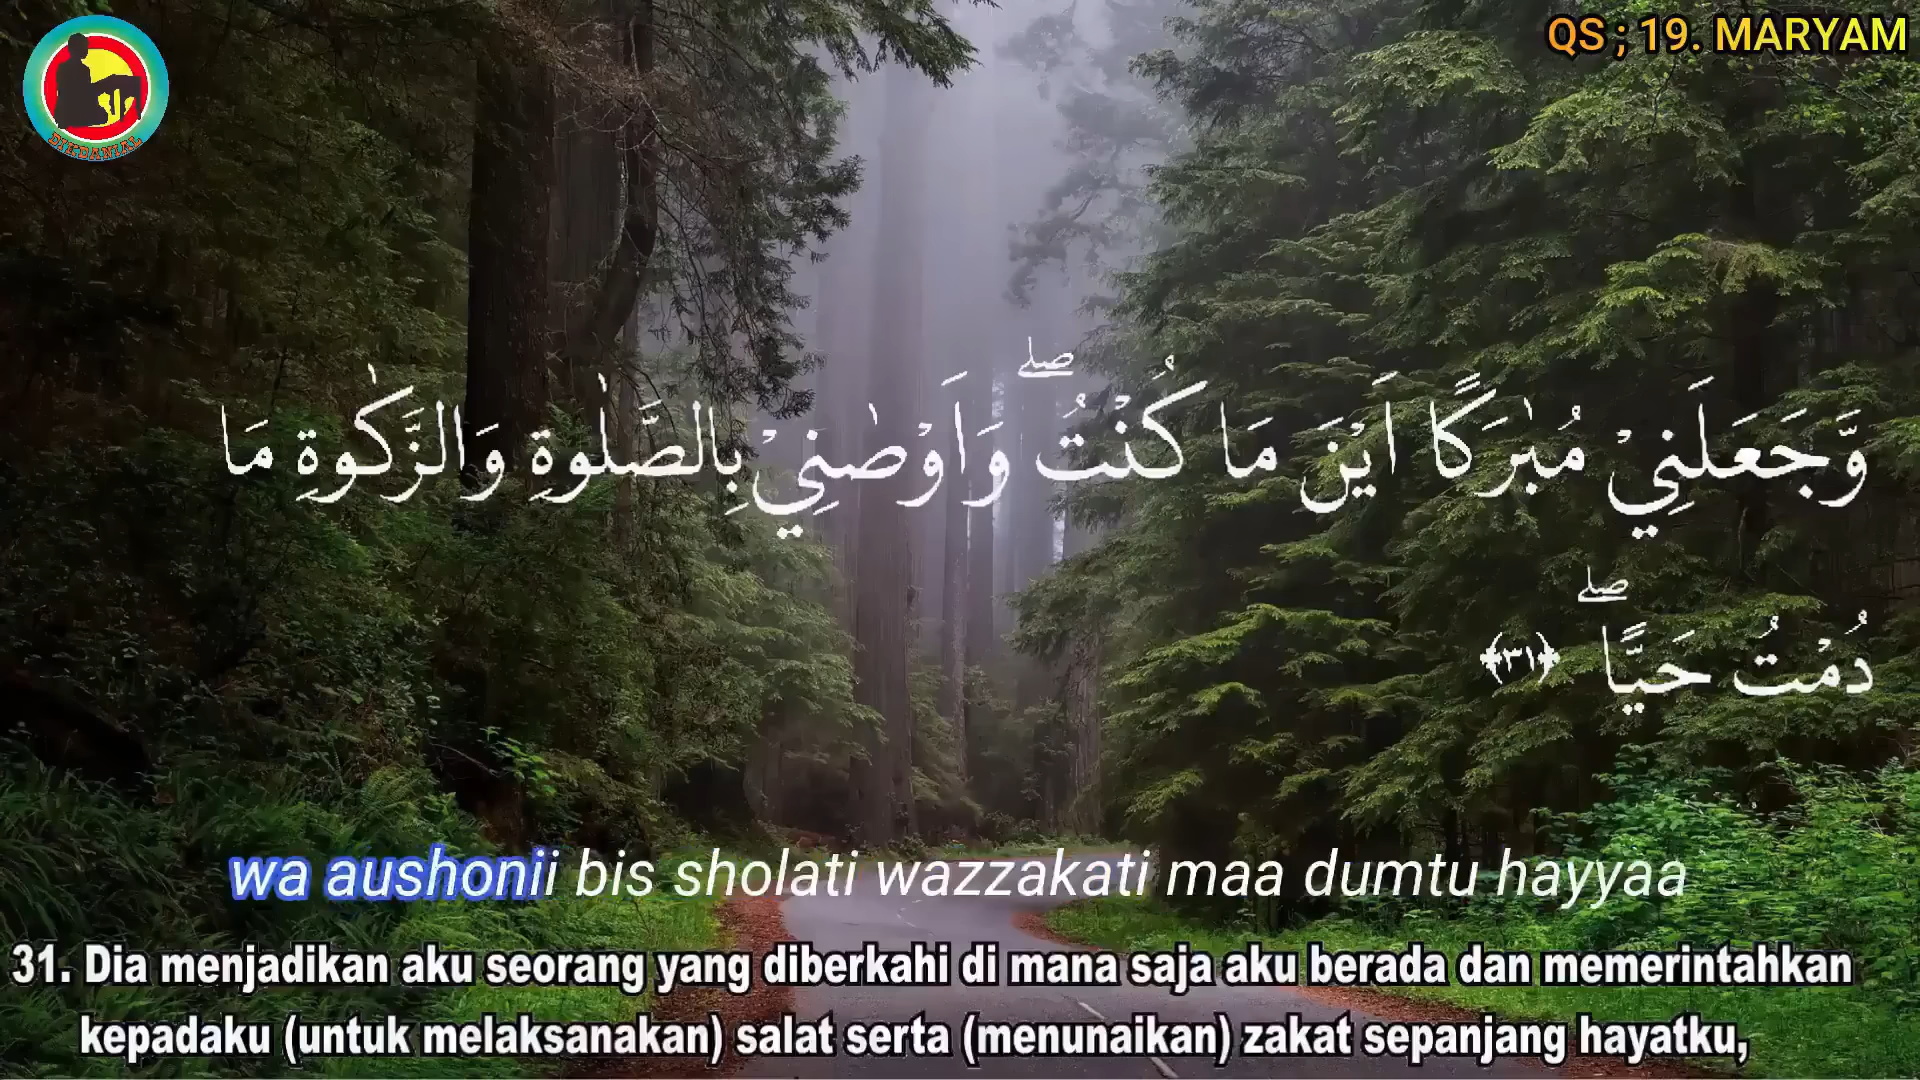 QS ; 19. MARYAM
DIKDANIAL
وَّجَعَلَنِيْ مُبٰرَكًا اَيْنَ مَا كُنْتُۖ وَاَوْصٰنِيْ بِالصَّلٰوةِ وَالزَّكٰوةِ مَا
دُمْتُ حَيًّاۖ ﴿٣١﴾
wa aushonii bis sholati wazzakati maa dumtu hayyaa
31. Dia menjadikan aku seorang yang diberkahi di mana saja aku berada dan memerintahkan
kepadaku (untuk melaksanakan) salat serta (menunaikan) zakat sepanjang hayatku,